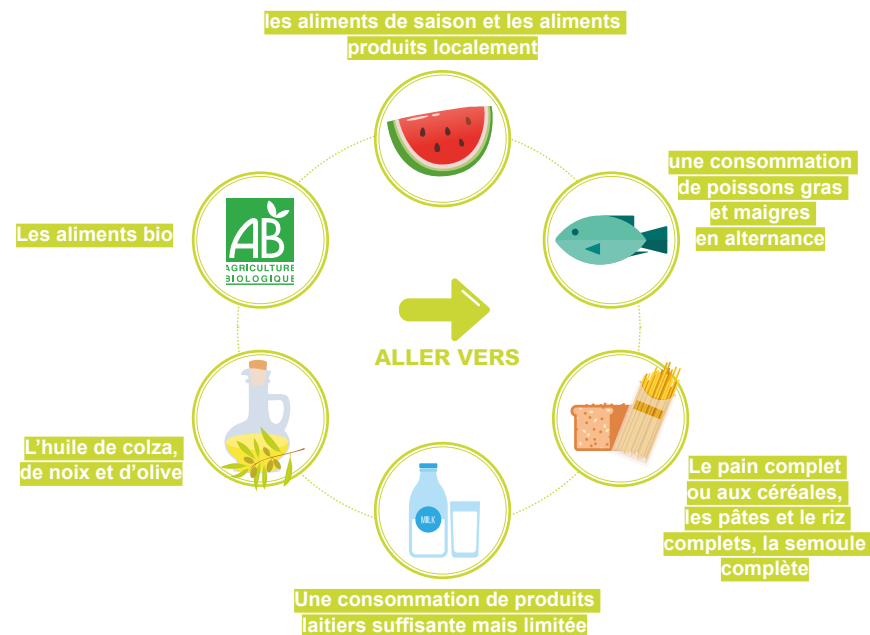 les aliments de saison et les aliments
produits localement
une consommation
de poissons gras
et maigres
en alternance
Les aliments bio
AB
AGRICULTURE
BIOLOGIQUE
ALLER VERS
L'huile de colza,
de noix et d'olive
MILK
Le pain complet
ou aux céréales,
les pâtes et le riz
complets, la semoule
complète
Une consommation de produits
laitiers suffisante mais limitée